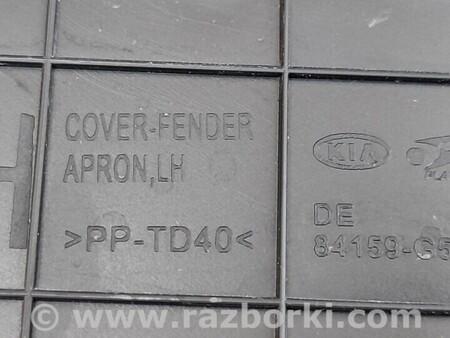 COVER-FENDER
APRON,LH
>PP-TD40<
KIA
DE
84159-G5
www.razborki.com